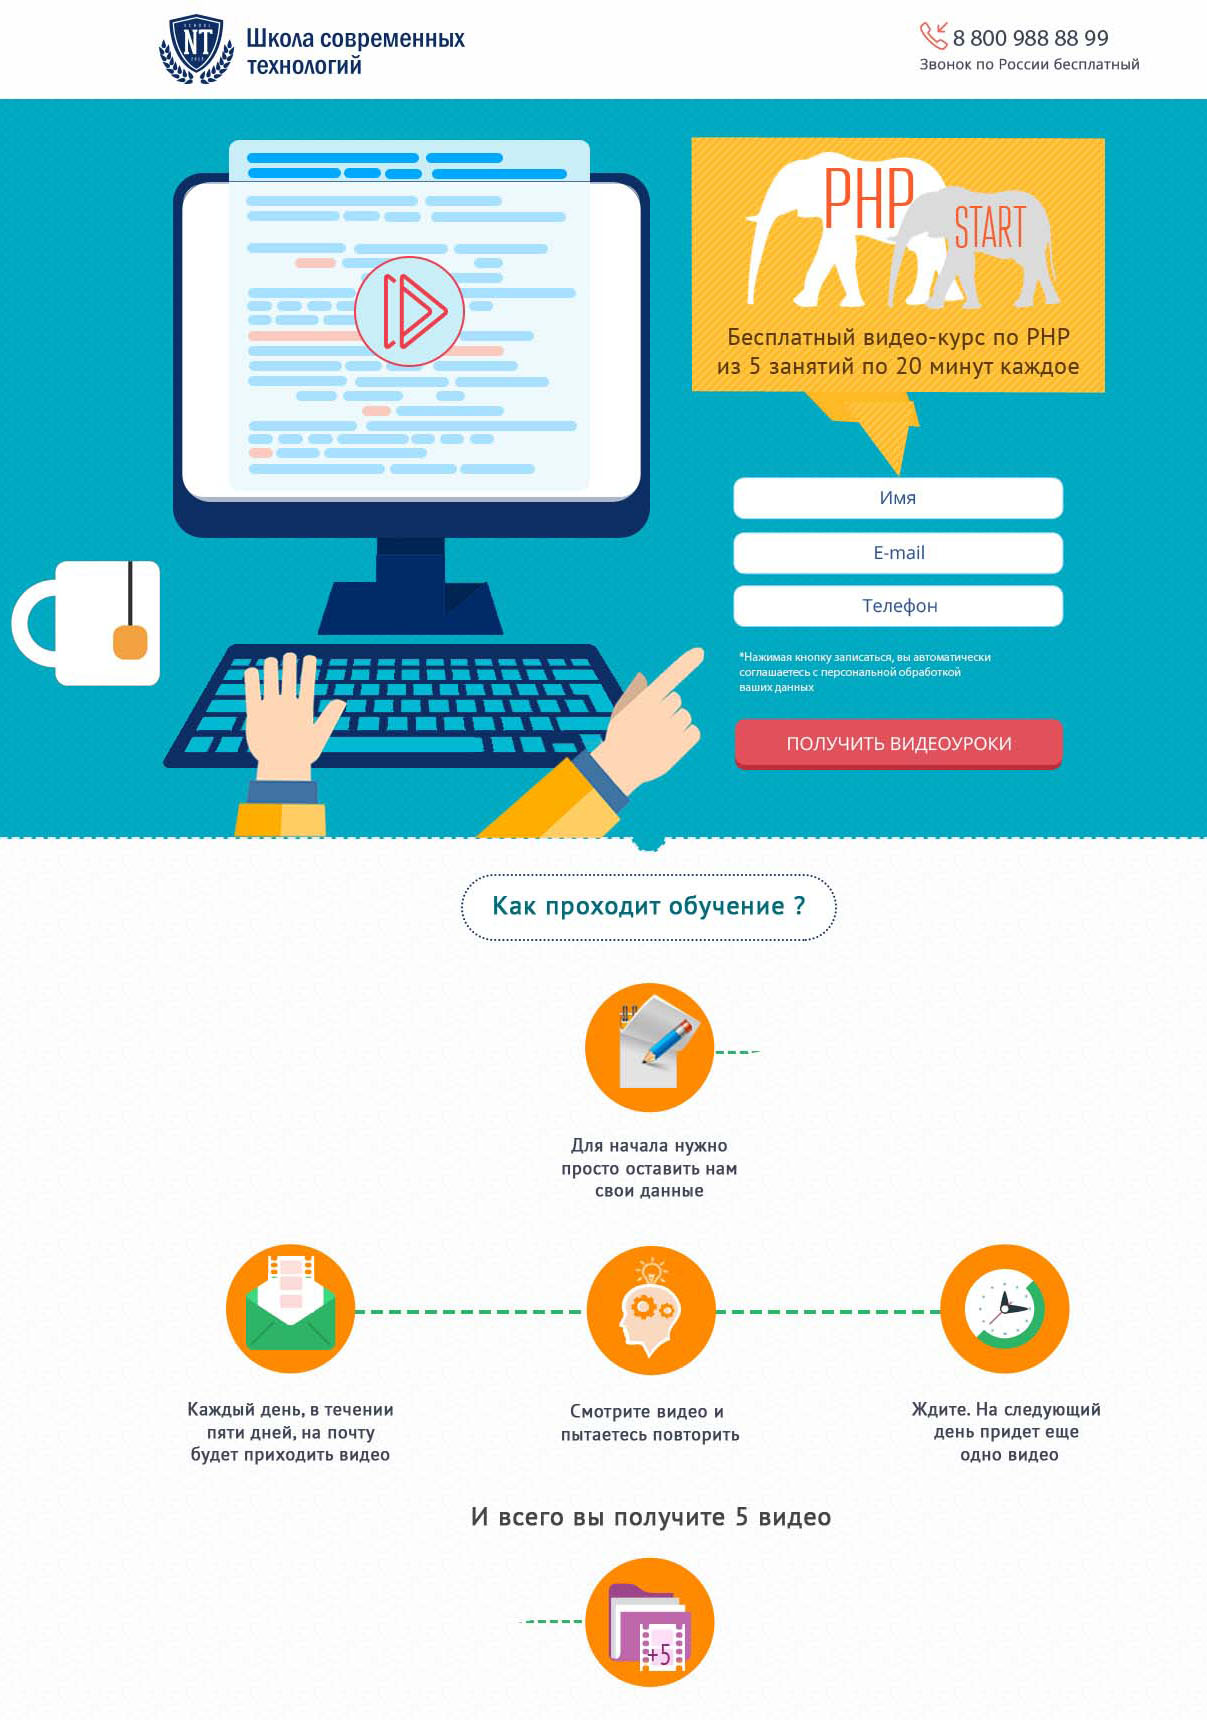 SCHOOL
NT
Школа современных
технологий
8 800 988 88 99
Звонок по России бесплатный
PHP
START
Бесплатный видео-курс по PHP
из 5 занятий по 20 минут каждое
Имя
E-mail
Телефон
*Нажимая кнопку записаться, вы автоматически
соглашаетесь с персональной обработкой
ваших данных
ПОЛУЧИТЬ ВИДЕОУРОКИ
Как проходит обучение ?
Для начала нужно
просто оставить нам
свои данные
Каждый день, в течении
пяти дней, на почту
будет приходить видео
Смотрите видео и
пытаетесь повторить
Ждите. На следующий
день придет еще
одно видео
И всего вы получите 5 видео
+5